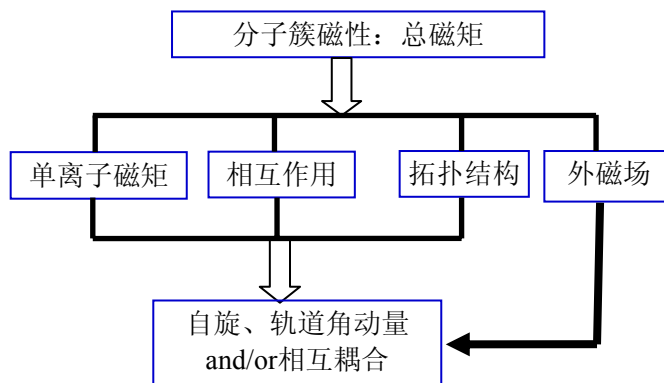 分子簇磁性：总磁矩
单离子磁矩
相互作用
拓扑结构
外磁场
自旋、轨道角动量
and/or相互耦合